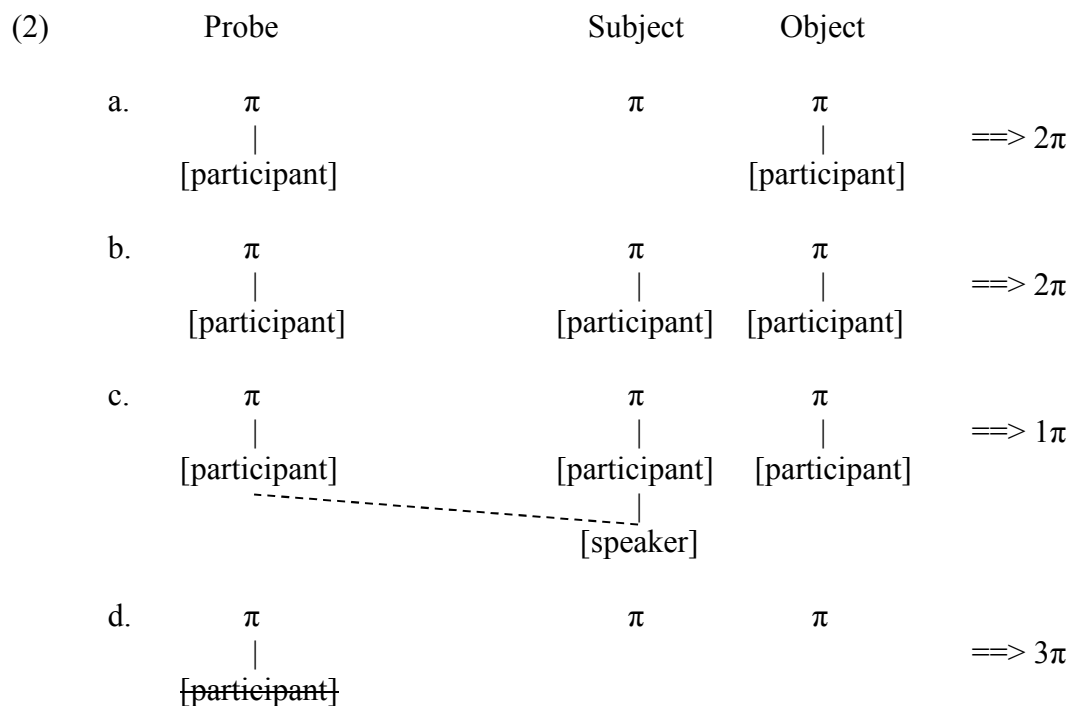 (2) Probe Subject Object
a. π π π
==> 2π
[participant] [participant]
b. π π π
==> 2π
[participant] [participant] [participant]
c. π π π
==> 1π
[participant] [participant] [participant]
[speaker]
d. π π π
==> 3π
[participant]